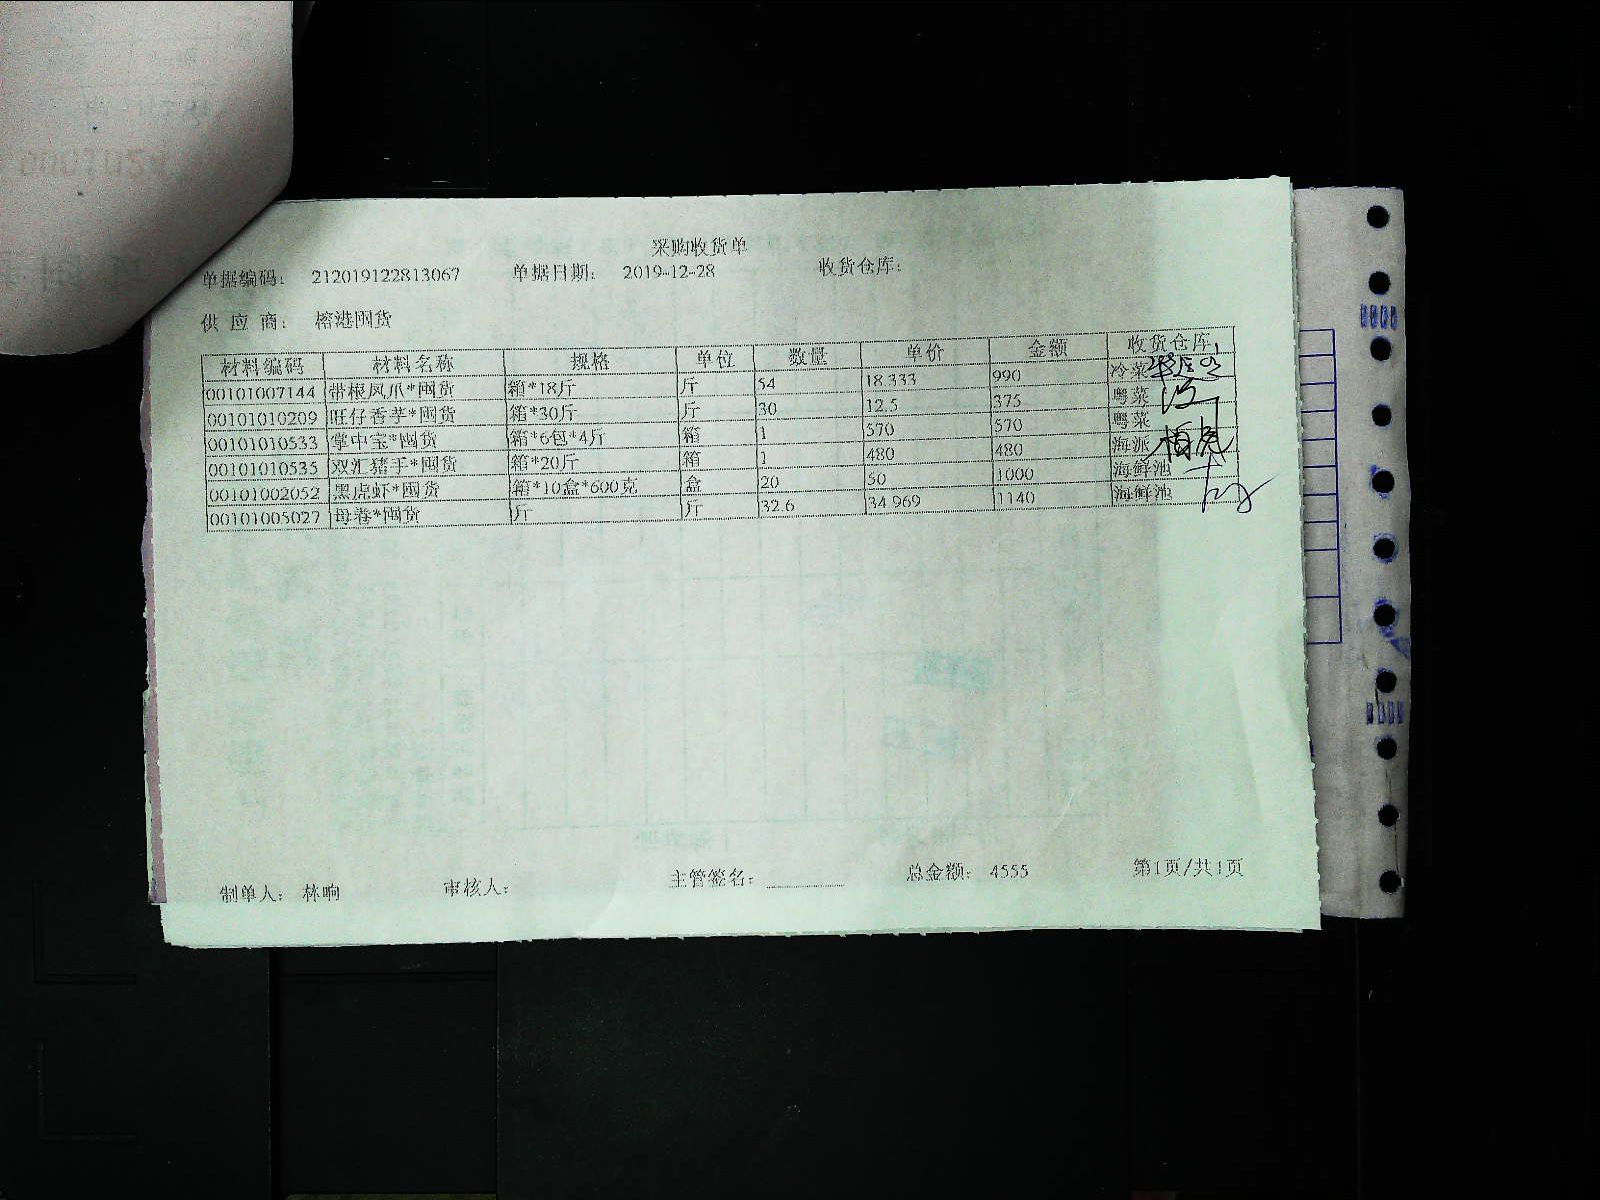 采购收货单
单据编码: 212019122813067 单据日期: 2019-12-28 收货仓库:
供应商: 榕港囤货
材料编码 材料名称 规格 单位 数量 单价 金额 收货仓库
00101007144 带根凤爪*囤货 箱*18斤 斤 54 18.333 990 冷菜
00101010209 旺仔香芋*囤货 箱*30斤 斤 30 12.5 375 粤菜
00101010533 掌中宝*囤货 箱*6包*4斤 箱 1 570 570 粤菜
00101010535 双汇猪手*囤货 箱*20斤 箱 1 480 480 海派
00101002052 黑虎虾*囤货 箱*10盒*600克 盒 20 50 1000 海鲜池
00101005027 母卷*囤货 斤 斤 32.6 34.969 1140 海鲜池
制单人: 林响 审核人: 主管签名: 总金额: 4555 第1页/共1页